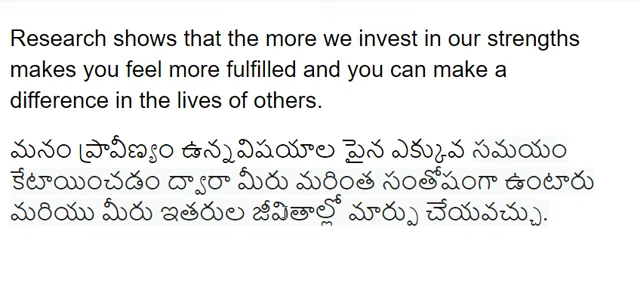 Research shows that the more we invest in our strengths
makes you feel more fulfilled and you can make a
difference in the lives of others.
మనం ప్రావీణ్యం ఉన్నవిషయాల పైన ఎక్కువ సమయం
కేటాయించడం ద్వారా మీరు మరింత సంతోషంగా ఉంటారు
మరియు మీరు ఇతరుల జీవితాల్లో మార్పు చేయవచ్చు.